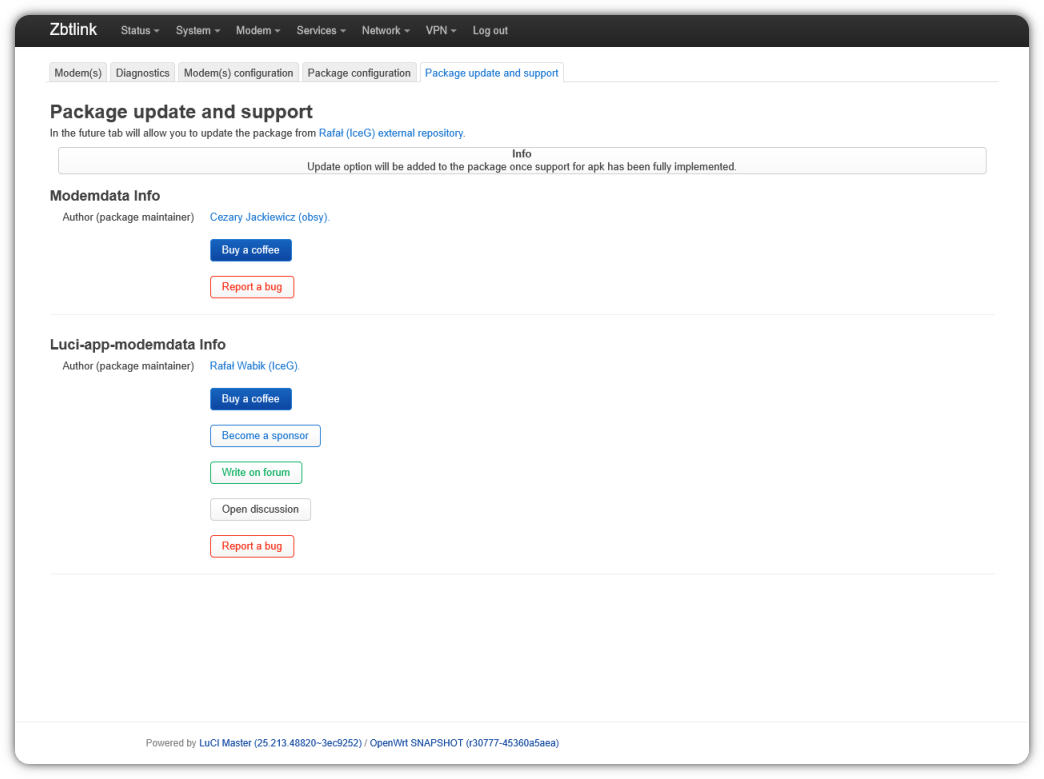 Zbtlink Status System Modem Services Network VPN Log out
Modem(s) Diagnostics Modem(s) configuration Package configuration Package update and support
Package update and support
In the future tab will allow you to update the package from Rafał (IceG) external repository.
Info
Update option will be added to the package once support for apk has been fully implemented.
Modemdata Info
Author (package maintainer) Cezary Jackiewicz (obsy).
Buy a coffee
Report a bug
Luci-app-modemdata Info
Author (package maintainer) Rafał Wabik (IceG).
Buy a coffee
Become a sponsor
Write on forum
Open discussion
Report a bug
Powered by LuCI Master (25.213.48820~3ec9252) / OpenWrt SNAPSHOT (r30777-45360a5aea)